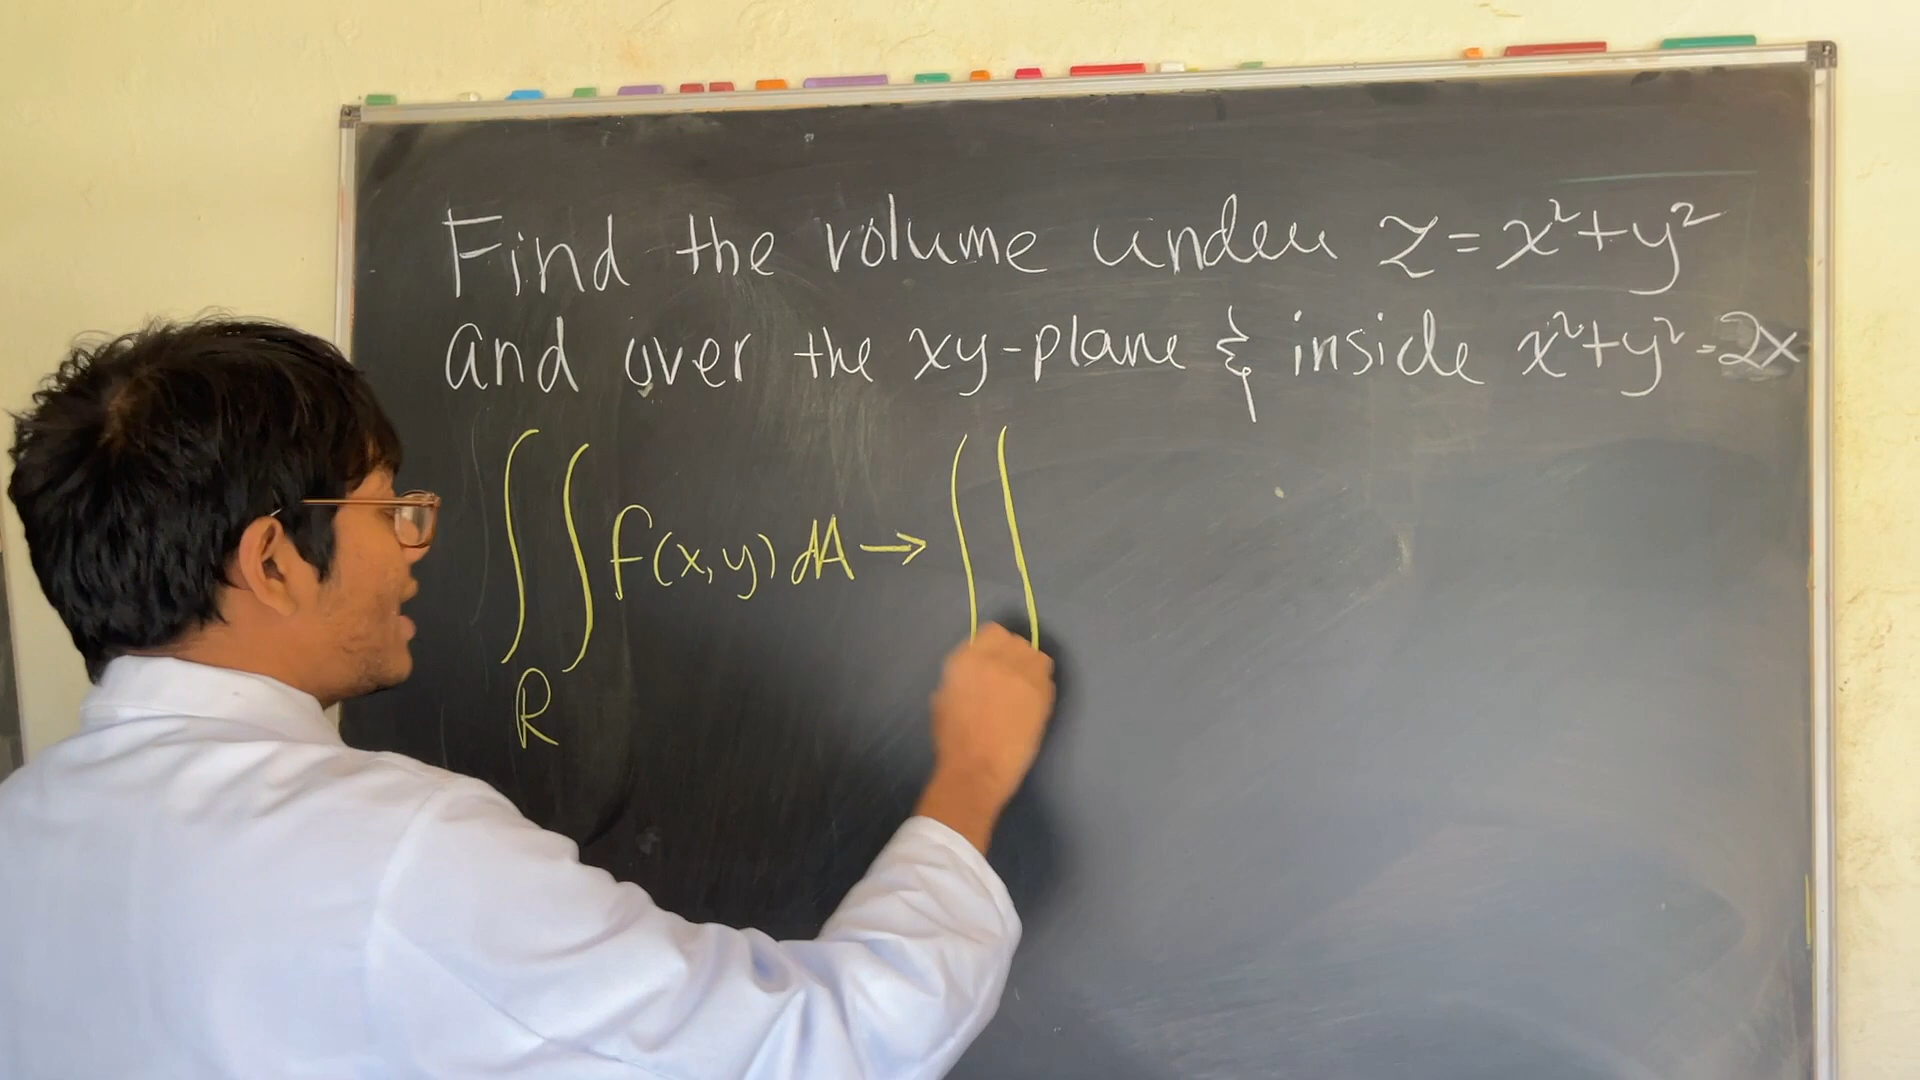 Find the volume under z = x² + y²
and over the xy-plane & inside x² + y² = 2x
∬ f(x,y) dA → ∬
R